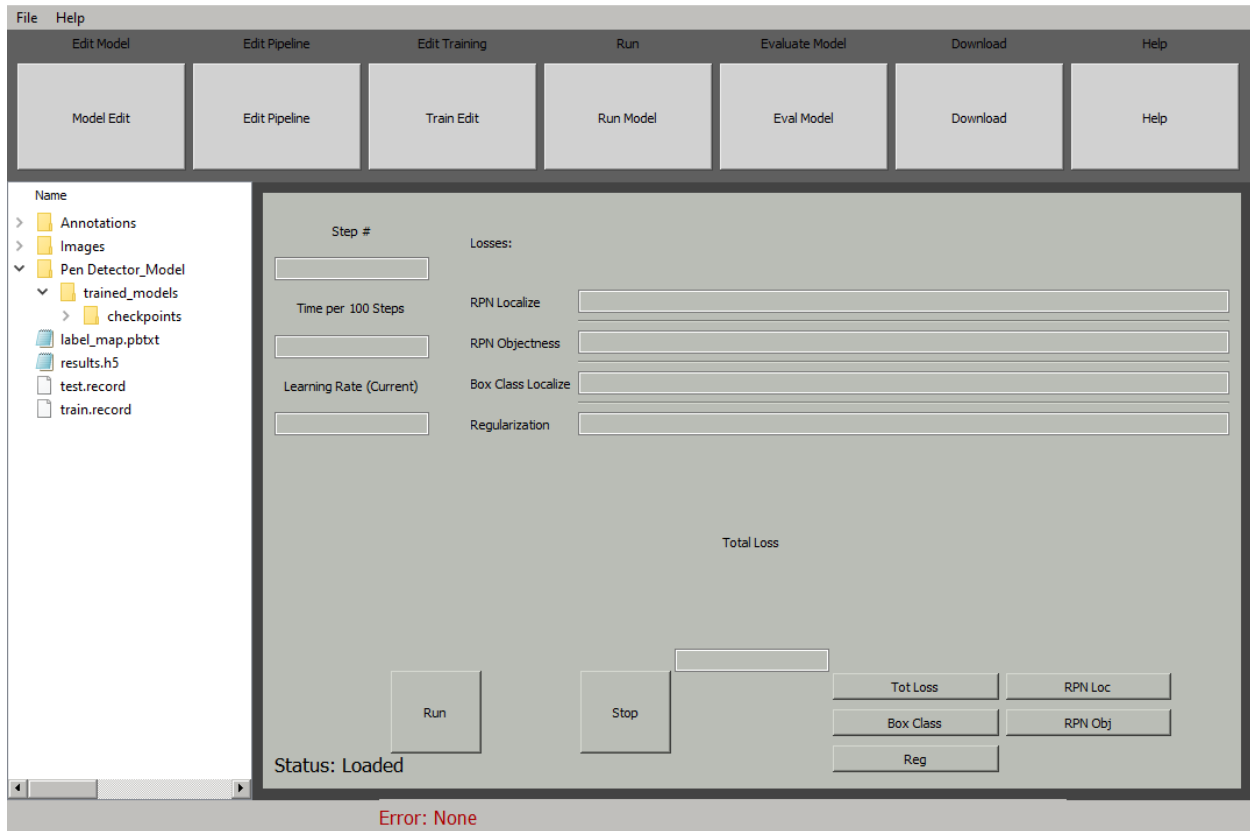 File Help
Edit Model Edit Pipeline Edit Training Run Evaluate Model Download Help
Model Edit Edit Pipeline Train Edit Run Model Eval Model Download Help
Name
Annotations
Images
Pen Detector_Model
trained_models
checkpoints
label_map.pbtxt
results.h5
test.record
train.record
Step #
Losses:
Time per 100 Steps
RPN Localize
RPN Objectness
Learning Rate (Current)
Box Class Localize
Regularization
Total Loss
Run Stop
Tot Loss RPN Loc
Box Class RPN Obj
Reg
Status: Loaded
Error: None